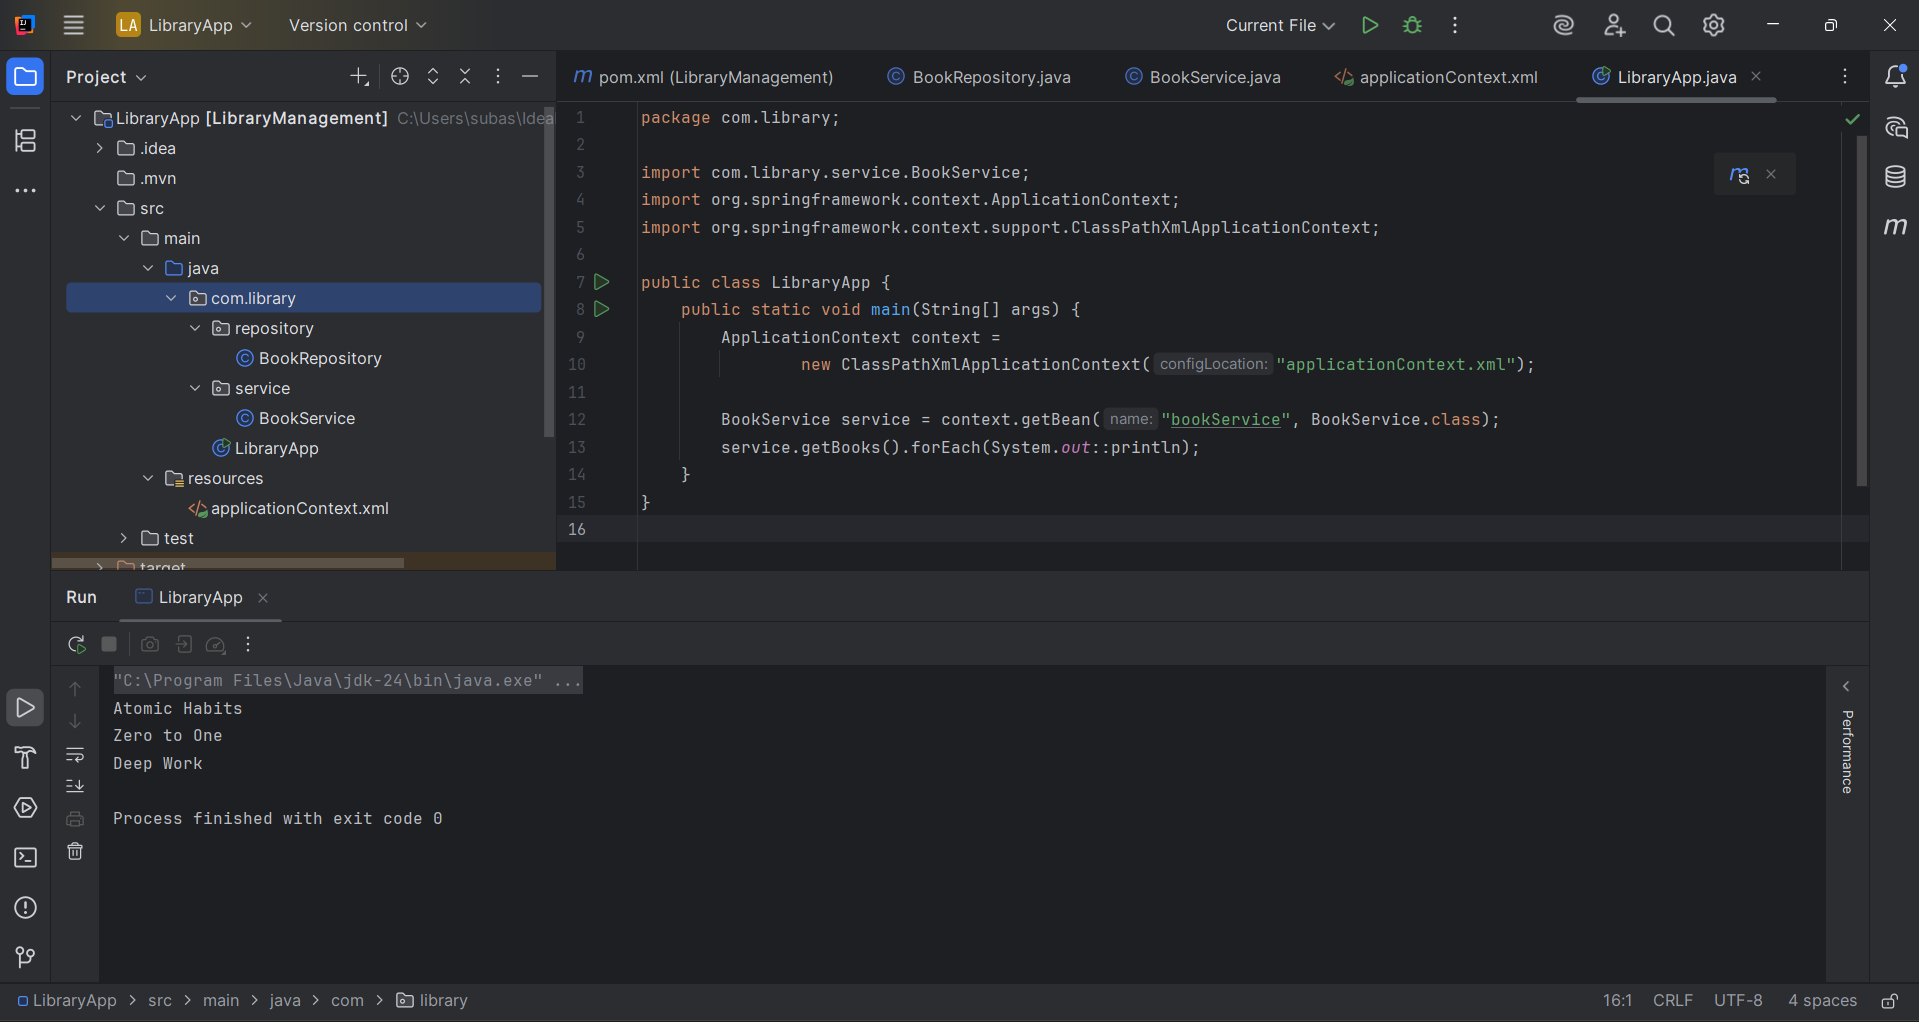 LA LibraryApp Version control Current File
Project
pom.xml (LibraryManagement) BookRepository.java BookService.java applicationContext.xml LibraryApp.java
LibraryApp [LibraryManagement] C:\Users\subas\Idea
.idea
.mvn
src
main
java
com.library
repository
BookRepository
service
BookService
LibraryApp
resources
applicationContext.xml
test
target
1 package com.library;
2
3 import com.library.service.BookService;
4 import org.springframework.context.ApplicationContext;
5 import org.springframework.context.support.ClassPathXmlApplicationContext;
6
7 public class LibraryApp {
8 public static void main(String[] args) {
9 ApplicationContext context =
10 new ClassPathXmlApplicationContext( configLocation: "applicationContext.xml");
11
12 BookService service = context.getBean( name: "bookService", BookService.class);
13 service.getBooks().forEach(System.out::println);
14 }
15 }
16
Run LibraryApp
"C:\Program Files\Java\jdk-24\bin\java.exe" ...
Atomic Habits
Zero to One
Deep Work
Process finished with exit code 0
Performance
LibraryApp > src > main > java > com > library 16:1 CRLF UTF-8 4 spaces